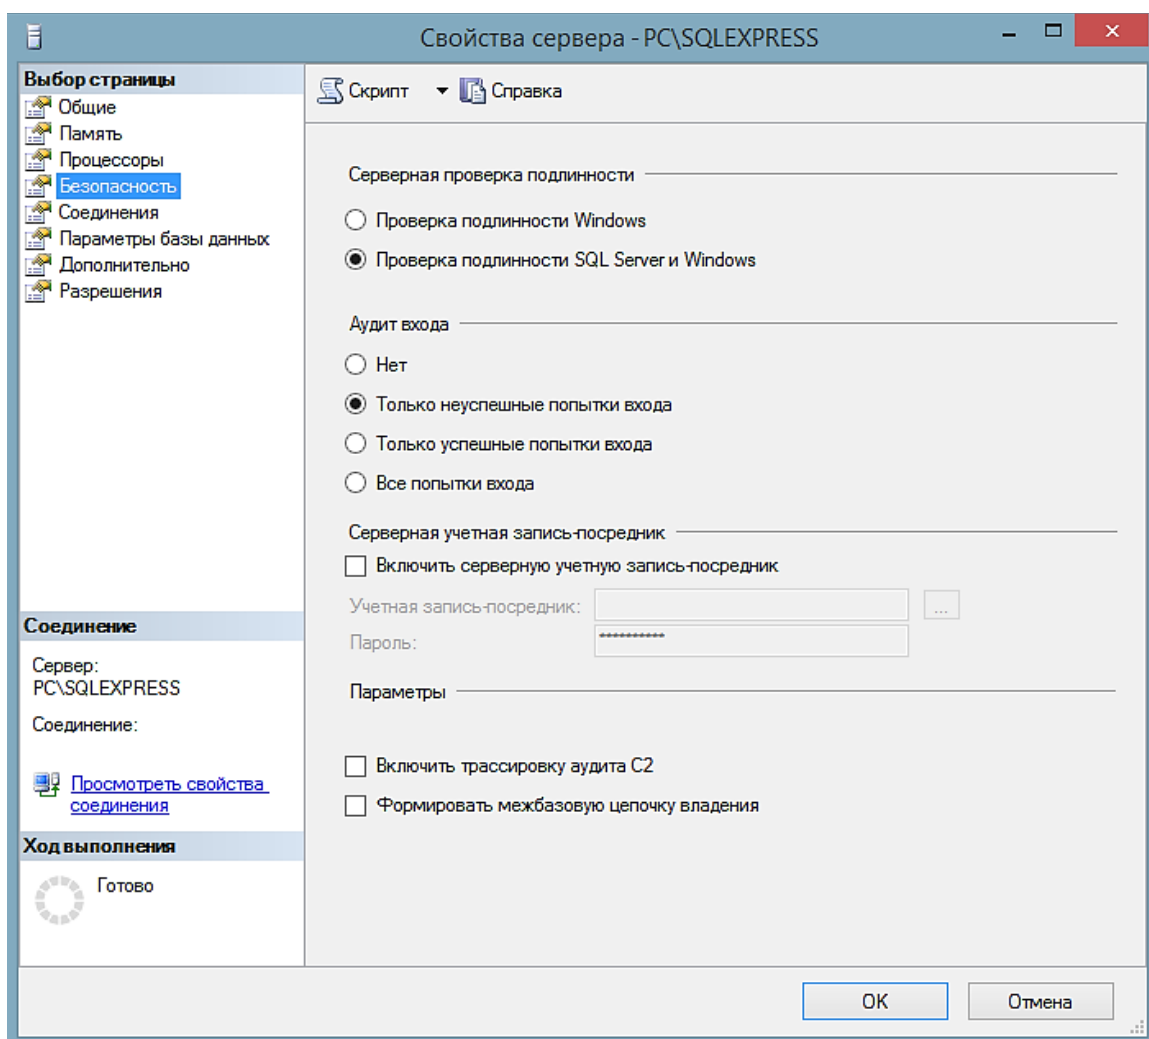 Свойства сервера - PC\SQLEXPRESS
Выбор страницы
Общие
Память
Процессоры
Безопасность
Соединения
Параметры базы данных
Дополнительно
Разрешения
Скрипт
Справка
Серверная проверка подлинности
Проверка подлинности Windows
Проверка подлинности SQL Server и Windows
Аудит входа
Нет
Только неуспешные попытки входа
Только успешные попытки входа
Все попытки входа
Серверная учетная запись-посредник
Включить серверную учетную запись-посредник
Учетная запись-посредник:
...
Пароль:
**********
Параметры
Включить трассировку аудита C2
Формировать межбазовую цепочку владения
Соединение
Сервер:
PC\SQLEXPRESS
Соединение:
Просмотреть свойства
соединения
Ход выполнения
Готово
OK
Отмена